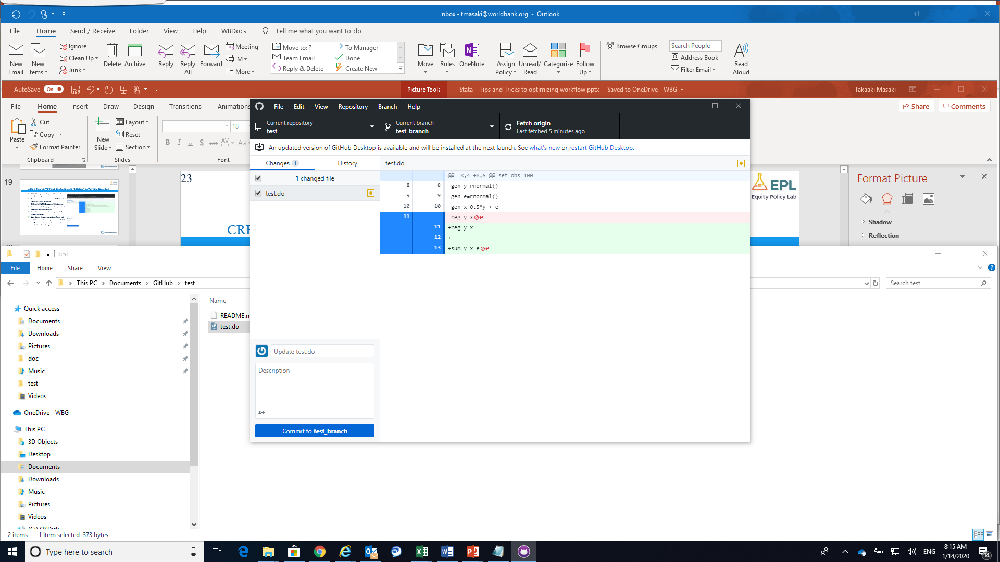 Inbox - tmasaki@worldbank.org - Outlook
File Home Send / Receive Folder View Help WBDocs Tell me what you want to do
New Email
New Items
Ignore
Clean Up
Junk
Delete
Archive
Reply
Reply All
Forward
Meeting
IM
More
Move to: ?
Team Email
Reply & Delete
To Manager
Done
Create New
Move
Rules
OneNote
Assign Policy
Unread/ Read
Categorize
Follow Up
Browse Groups
Search People
Address Book
Filter Email
Read Aloud
AutoSave On
Picture Tools
Stata – Tips and Tricks to optimizing workflow.pptx - Saved to OneDrive - WBG
Takaaki Masaki
File Home Insert Draw Design Transitions Animations
Share
Comments
Paste
Cut
Copy
Format Painter
Clipboard
New Slide
Layout
Reset
Section
Slides
18
B I U S ab AV Aa
Font
19
23
CRE
EPL
Equity Policy Lab
Format Picture
Shadow
Reflection
File Edit View Repository Branch Help
Current repository
test
Current branch
test_branch
Fetch origin
Last fetched 5 minutes ago
An updated version of GitHub Desktop is available and will be installed at the next launch. See what's new or restart GitHub Desktop.
Changes 1
History
test.do
1 changed file
test.do
@@ -8,4 +8,6 @@ set obs 100
8 8 gen y=rnormal()
9 9 gen e=rnormal()
10 10 gen x=0.5*y + e
11 -reg y x
11 +reg y x
12 +
13 +sum y x e
Update test.do
Description
Commit to test_branch
test
File Home Share View
This PC Documents GitHub test
Search test
Quick access
Documents
Downloads
Pictures
doc
Music
test
Videos
OneDrive - WBG
This PC
3D Objects
Desktop
Documents
Downloads
Music
Pictures
Videos
Name
README.m
test.do
2 items 1 item selected 373 bytes
Type here to search
ENG
8:15 AM
1/14/2020
14